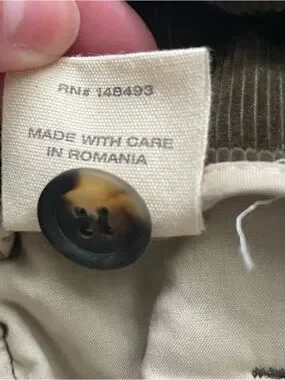 RN# 148493
MADE WITH CARE
IN ROMANIA